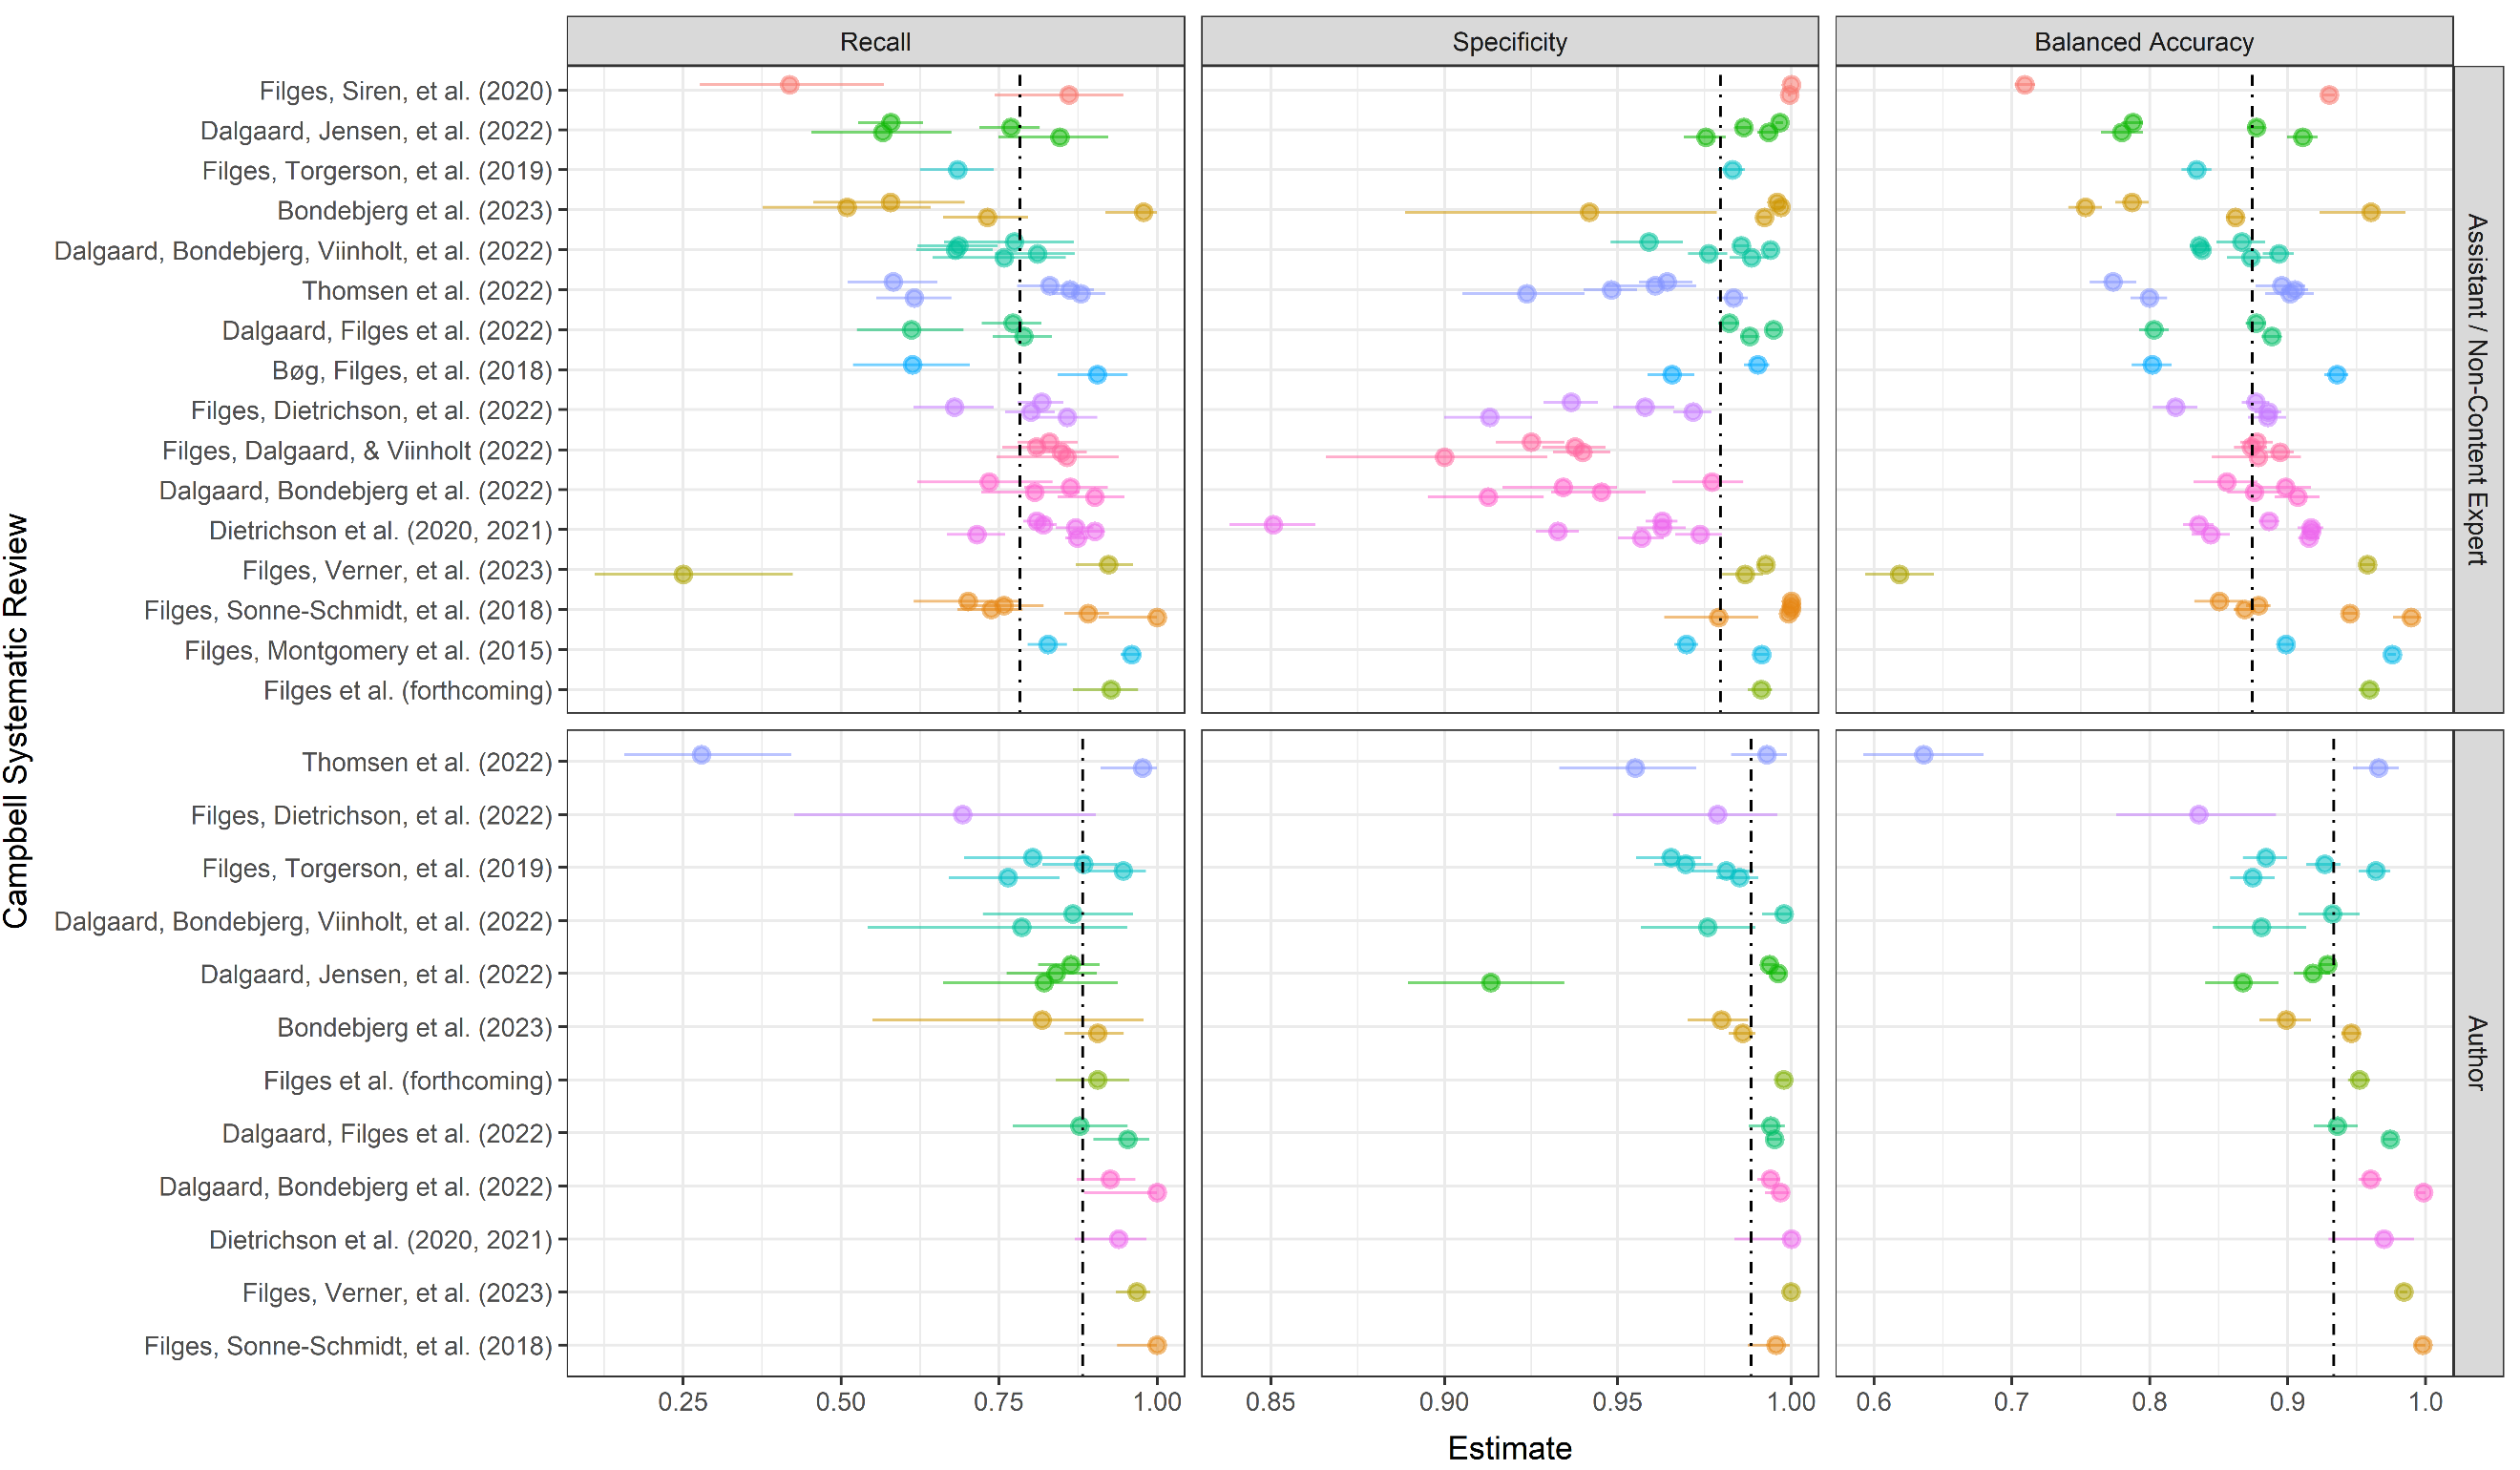 Recall
Specificity
Balanced Accuracy
Filges, Siren, et al. (2020)
Dalgaard, Jensen, et al. (2022)
Filges, Torgerson, et al. (2019)
Bondebjerg et al. (2023)
Dalgaard, Bondebjerg, Viinholt, et al. (2022)
Thomsen et al. (2022)
Dalgaard, Filges et al. (2022)
Bøg, Filges, et al. (2018)
Filges, Dietrichson, et al. (2022)
Filges, Dalgaard, & Viinholt (2022)
Dalgaard, Bondebjerg et al. (2022)
Dietrichson et al. (2020, 2021)
Filges, Verner, et al. (2023)
Filges, Sonne-Schmidt, et al. (2018)
Filges, Montgomery et al. (2015)
Filges et al. (forthcoming)
Assistant / Non-Content Expert
Thomsen et al. (2022)
Filges, Dietrichson, et al. (2022)
Filges, Torgerson, et al. (2019)
Dalgaard, Bondebjerg, Viinholt, et al. (2022)
Dalgaard, Jensen, et al. (2022)
Bondebjerg et al. (2023)
Filges et al. (forthcoming)
Dalgaard, Filges et al. (2022)
Dalgaard, Bondebjerg et al. (2022)
Dietrichson et al. (2020, 2021)
Filges, Verner, et al. (2023)
Filges, Sonne-Schmidt, et al. (2018)
Author
Campbell Systematic Review
0.25 0.50 0.75 1.00
0.85 0.90 0.95 1.00
0.6 0.7 0.8 0.9 1.0
Estimate